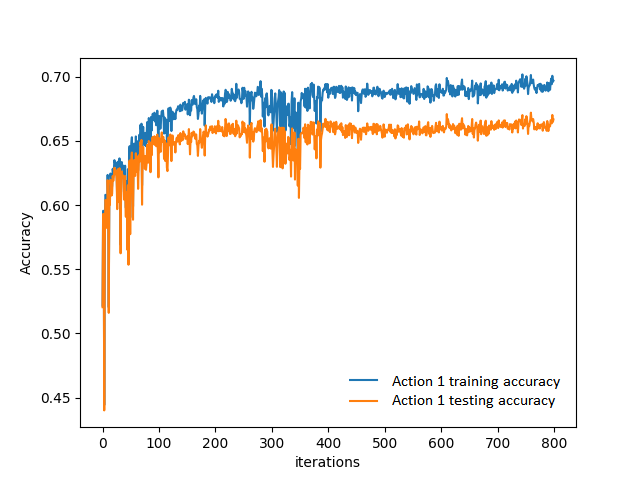 0.70
0.65
0.60
0.55
0.50
0.45
Accuracy
Action 1 training accuracy
Action 1 testing accuracy
0 100 200 300 400 500 600 700 800
iterations